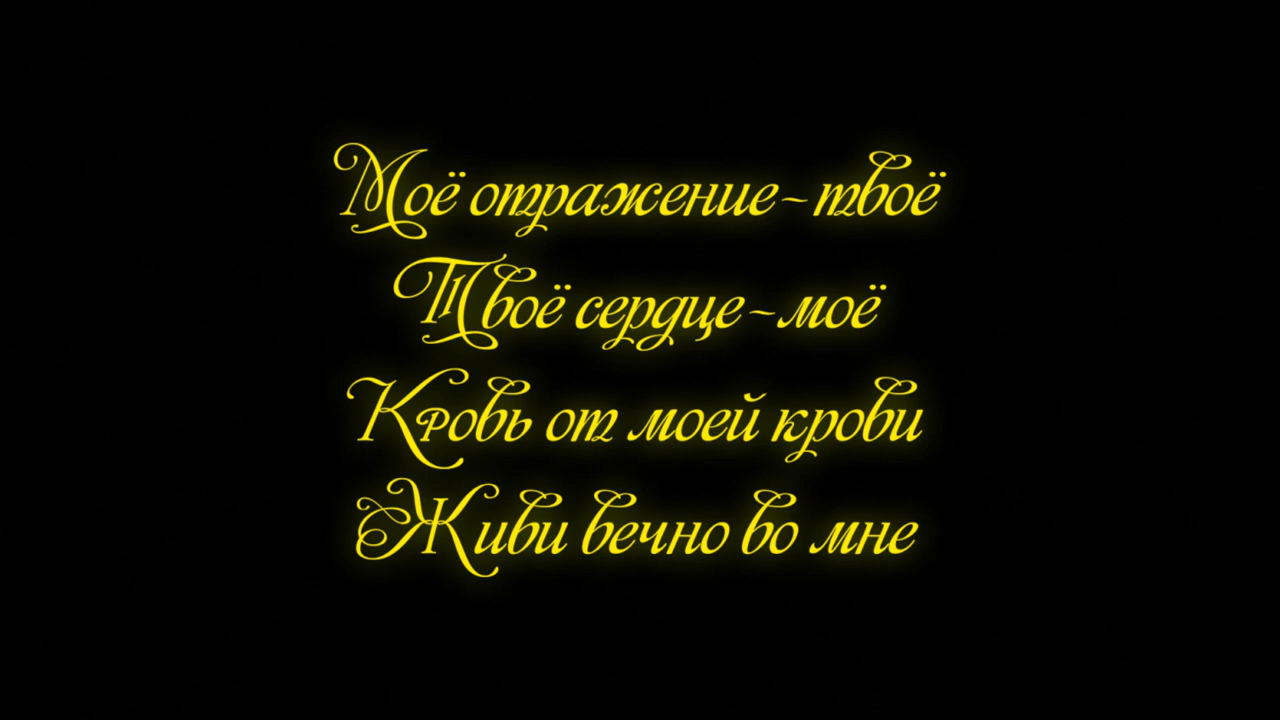 Моё отражение - твоё
Твоё сердце - моё
Кровь от моей крови
Живи вечно во мне